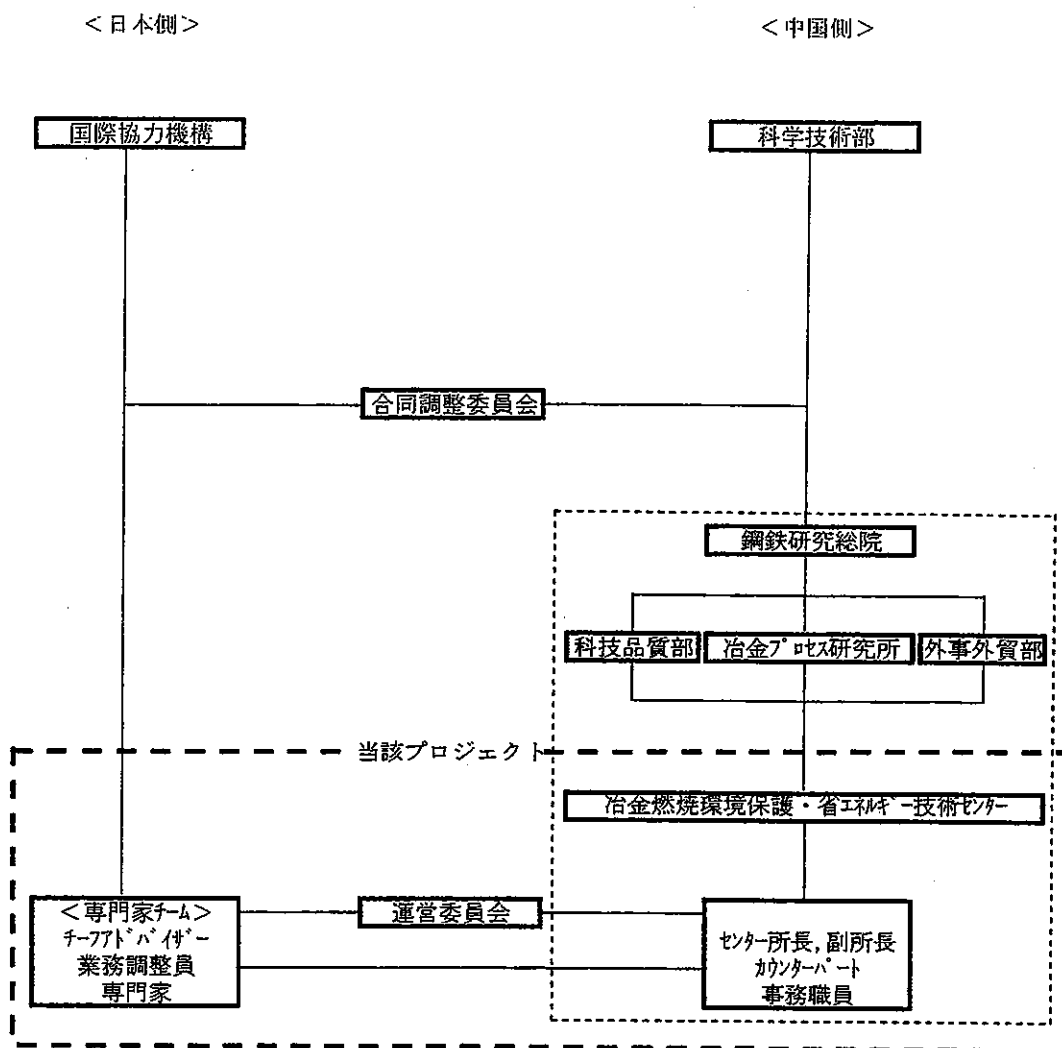 <日本側>
<中国側>
国際協力機構
科学技術部
合同調整委員会
鋼鉄研究総院
科技品質部
冶金プロセス研究所
外事外貿部
当該プロジェクト
冶金燃焼環境保護・省エネルギー技術センター
<専門家チーム>
チーフアドバイザー
業務調整員
専門家
運営委員会
センター所長,副所長
カウンターパート
事務職員